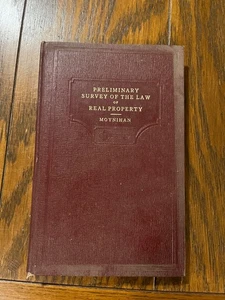 PRELIMINARY
SURVEY OF THE LAW
OF
REAL PROPERTY
MOYNIHAN